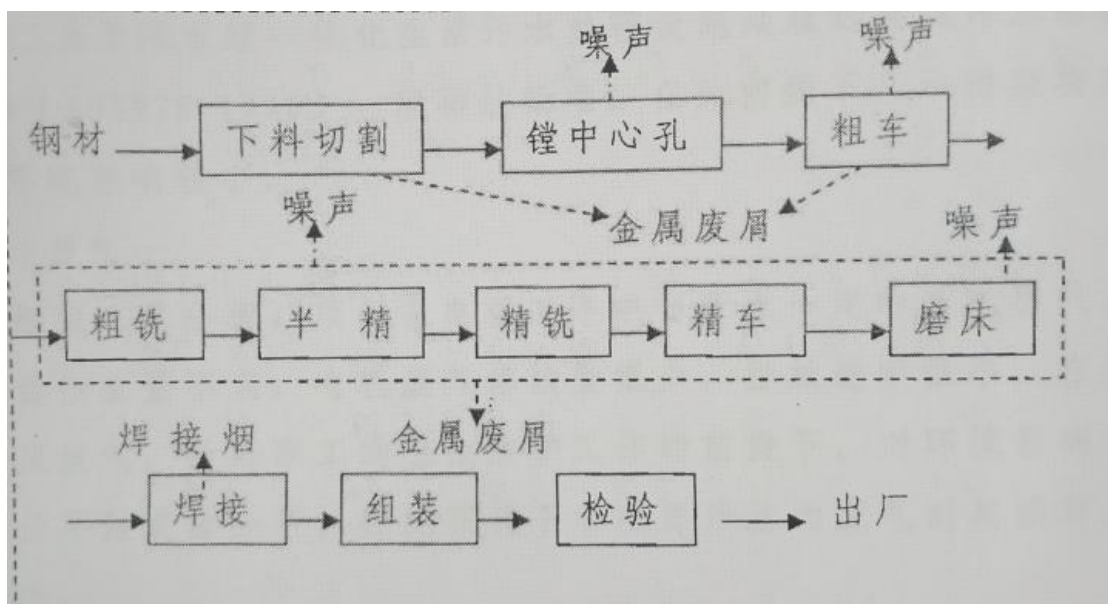 噪声 噪声
钢材 下料切割 镗中心孔 粗车
噪声 金属废屑 噪声
粗铣 半 精 精铣 精车 磨床
焊接烟 金属废屑
焊接 组装 检验 出厂